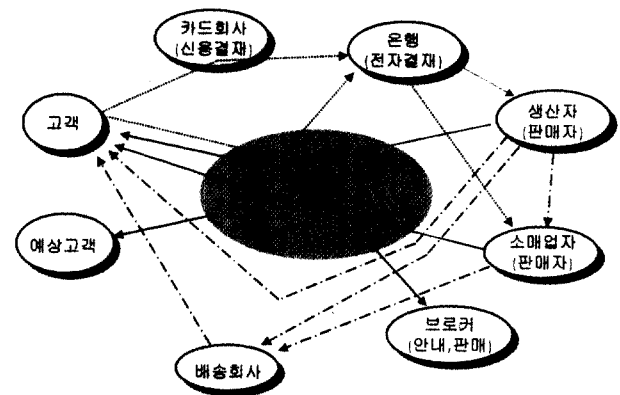 카드회사
(신용결재)
은행
(전자결재)
고객
생산자
(판매자)
예상고객
소매업자
(판매자)
브로커
(안내,판매)
배송회사